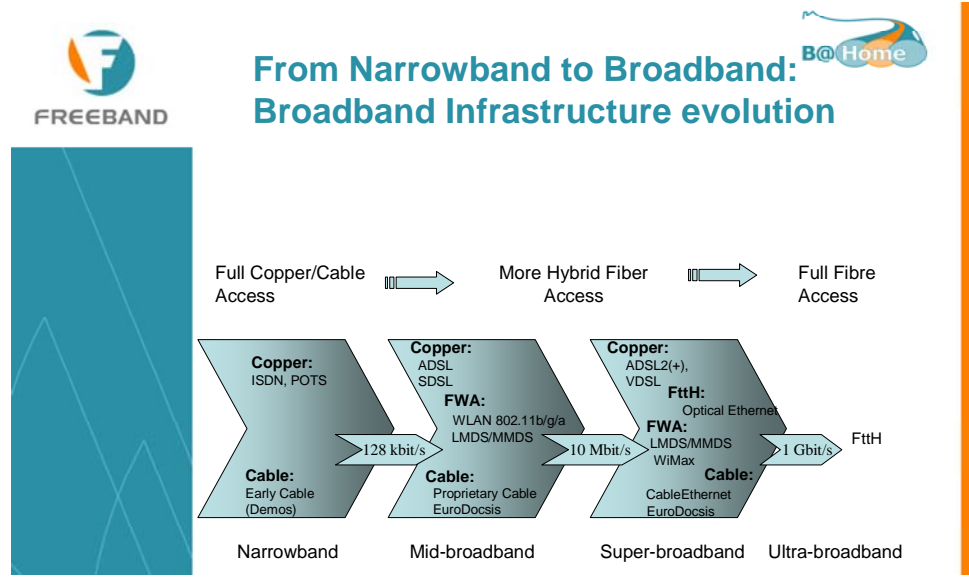 FREEBAND
B@Home
From Narrowband to Broadband:
Broadband Infrastructure evolution
Full Copper/Cable
Access
More Hybrid Fiber
Access
Full Fibre
Access
Copper:
ISDN, POTS
Cable:
Early Cable
(Demos)
128 kbit/s
Copper:
ADSL
SDSL
FWA:
WLAN 802.11b/g/a
LMDS/MMDS
Cable:
Proprietary Cable
EuroDocsis
10 Mbit/s
Copper:
ADSL2(+),
VDSL
FttH:
Optical Ethernet
FWA:
LMDS/MMDS
WiMax
Cable:
CableEthernet
EuroDocsis
1 Gbit/s
FttH
Narrowband
Mid-broadband
Super-broadband
Ultra-broadband